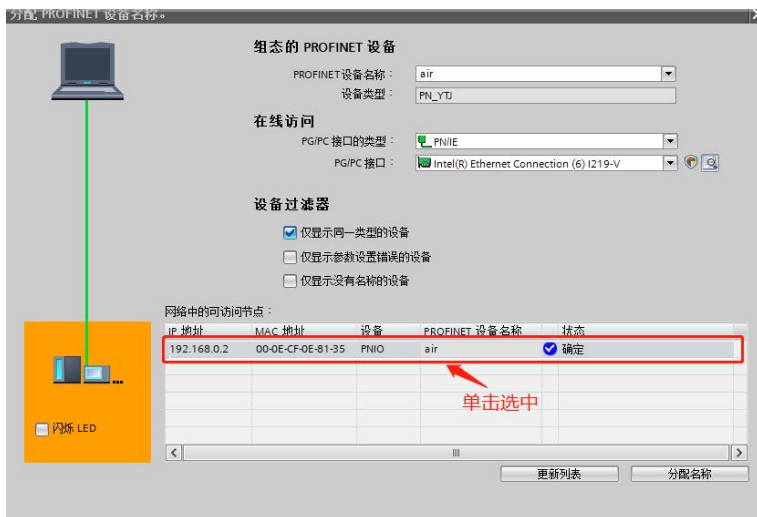 分配 PROFINET 设备名称。
组态的 PROFINET 设备
PROFINET设备名称： air
设备类型： PN_YTJ
在线访问
PG/PC 接口的类型： PN/IE
PG/PC 接口： Intel(R) Ethernet Connection (6) I219-V
设备过滤器
仅显示同一类型的设备
仅显示参数设置错误的设备
仅显示没有名称的设备
网络中的可访问节点：
IP 地址 MAC 地址 设备 PROFINET 设备名称 状态
192.168.0.2 00-0E-CF-0E-81-35 PNIO air 确定
单击选中
闪烁 LED
更新列表 分配名称